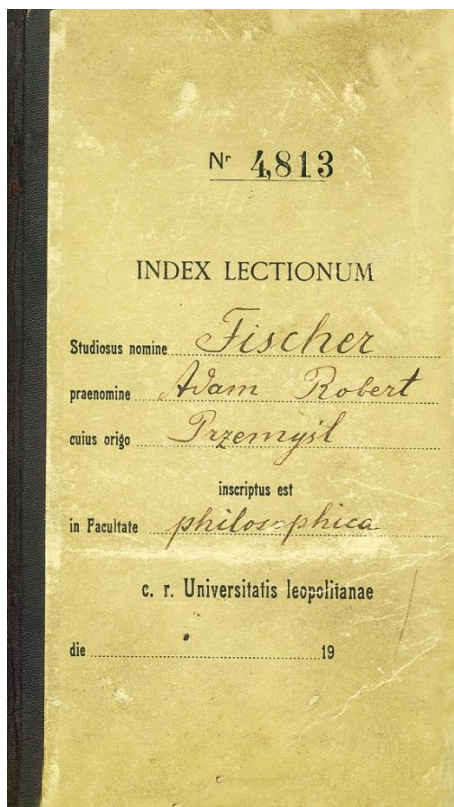 Nr 4,813
INDEX LECTIONUM
Studiosus nomine Fischer
praenomine Adam Robert
cuius origo Przemyśl
inscriptus est
in Facultate philosophica
c. r. Universitatis leopolitanae
die 19